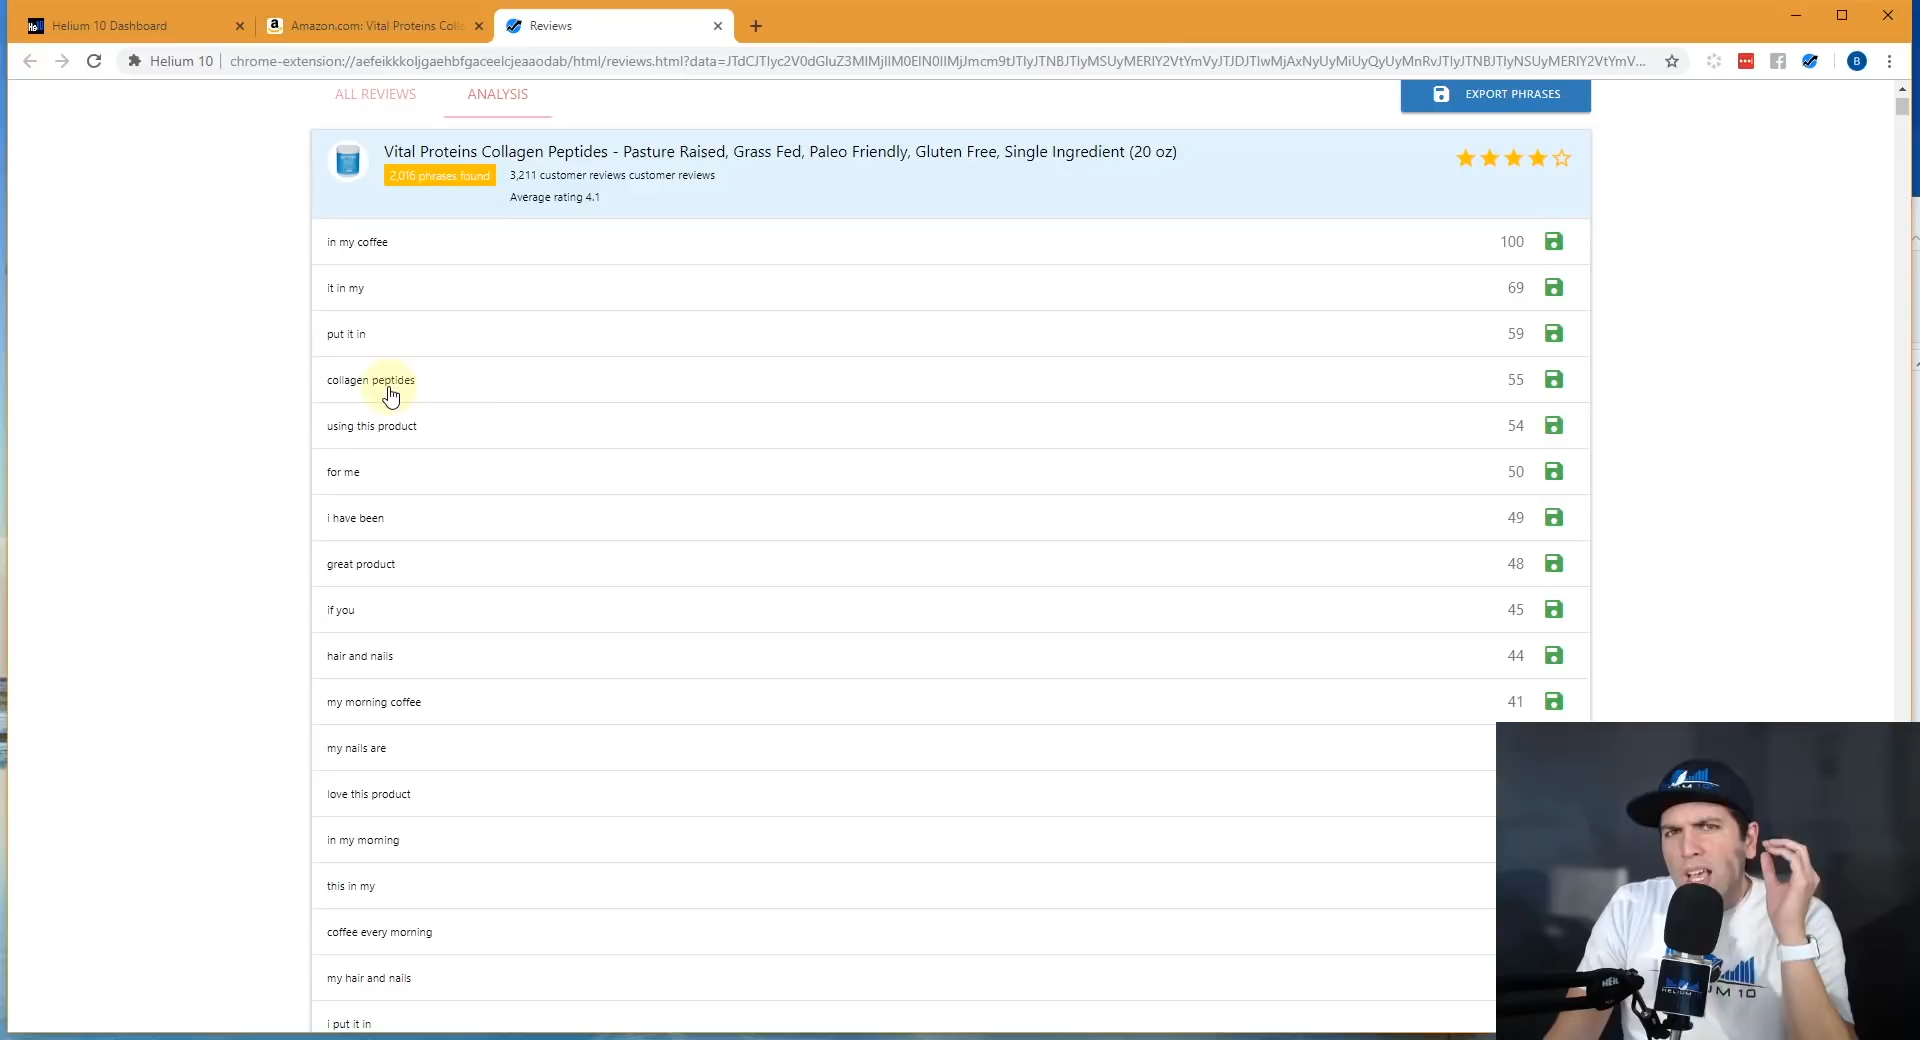 Helium 10 Dashboard
Amazon.com: Vital Proteins Colla
Reviews
Helium 10
ALL REVIEWS
ANALYSIS
EXPORT PHRASES
Vital Proteins Collagen Peptides - Pasture Raised, Grass Fed, Paleo Friendly, Gluten Free, Single Ingredient (20 oz)
2,016 phrases found
3,211 customer reviews customer reviews
Average rating 4.1
in my coffee 100
it in my 69
put it in 59
collagen peptides 55
using this product 54
for me 50
i have been 49
great product 48
if you 45
hair and nails 44
my morning coffee 41
my nails are
love this product
in my morning
this in my
coffee every morning
my hair and nails
i put it in
HELIUM 10